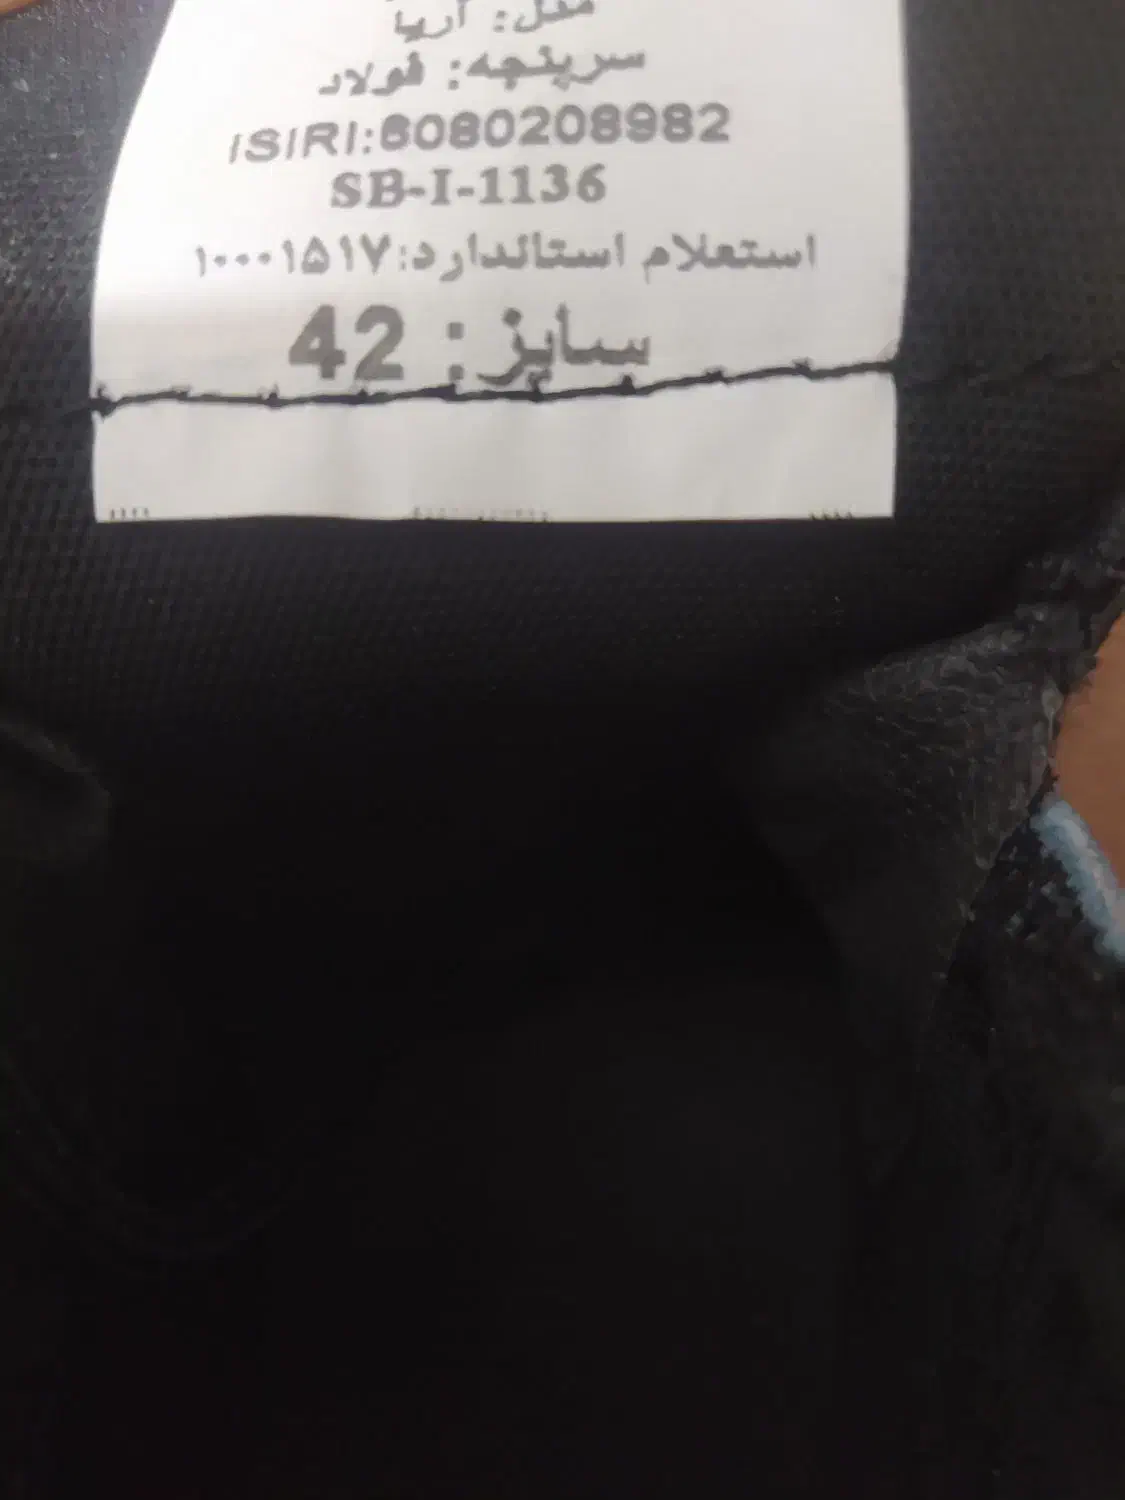 مدل: آریا
سرپنجه: فولاد
ISIRI:6080208982
SB-I-1136
استعلام استاندارد:۱۰۰۰۱۵۱۷
سایز: 42